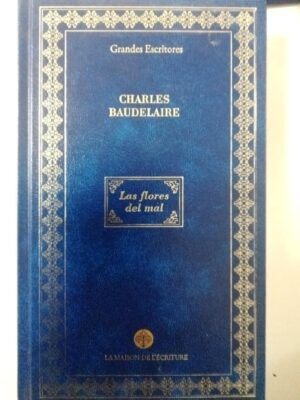 Grandes Escritores
CHARLES
BAUDELAIRE
Las flores
del mal
LA MAISON DE L'ÉCRITURE